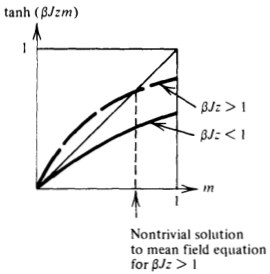 tanh (βJzm)
1
βJz > 1
βJz < 1
m
1
Nontrivial solution
to mean field equation
for βJz > 1